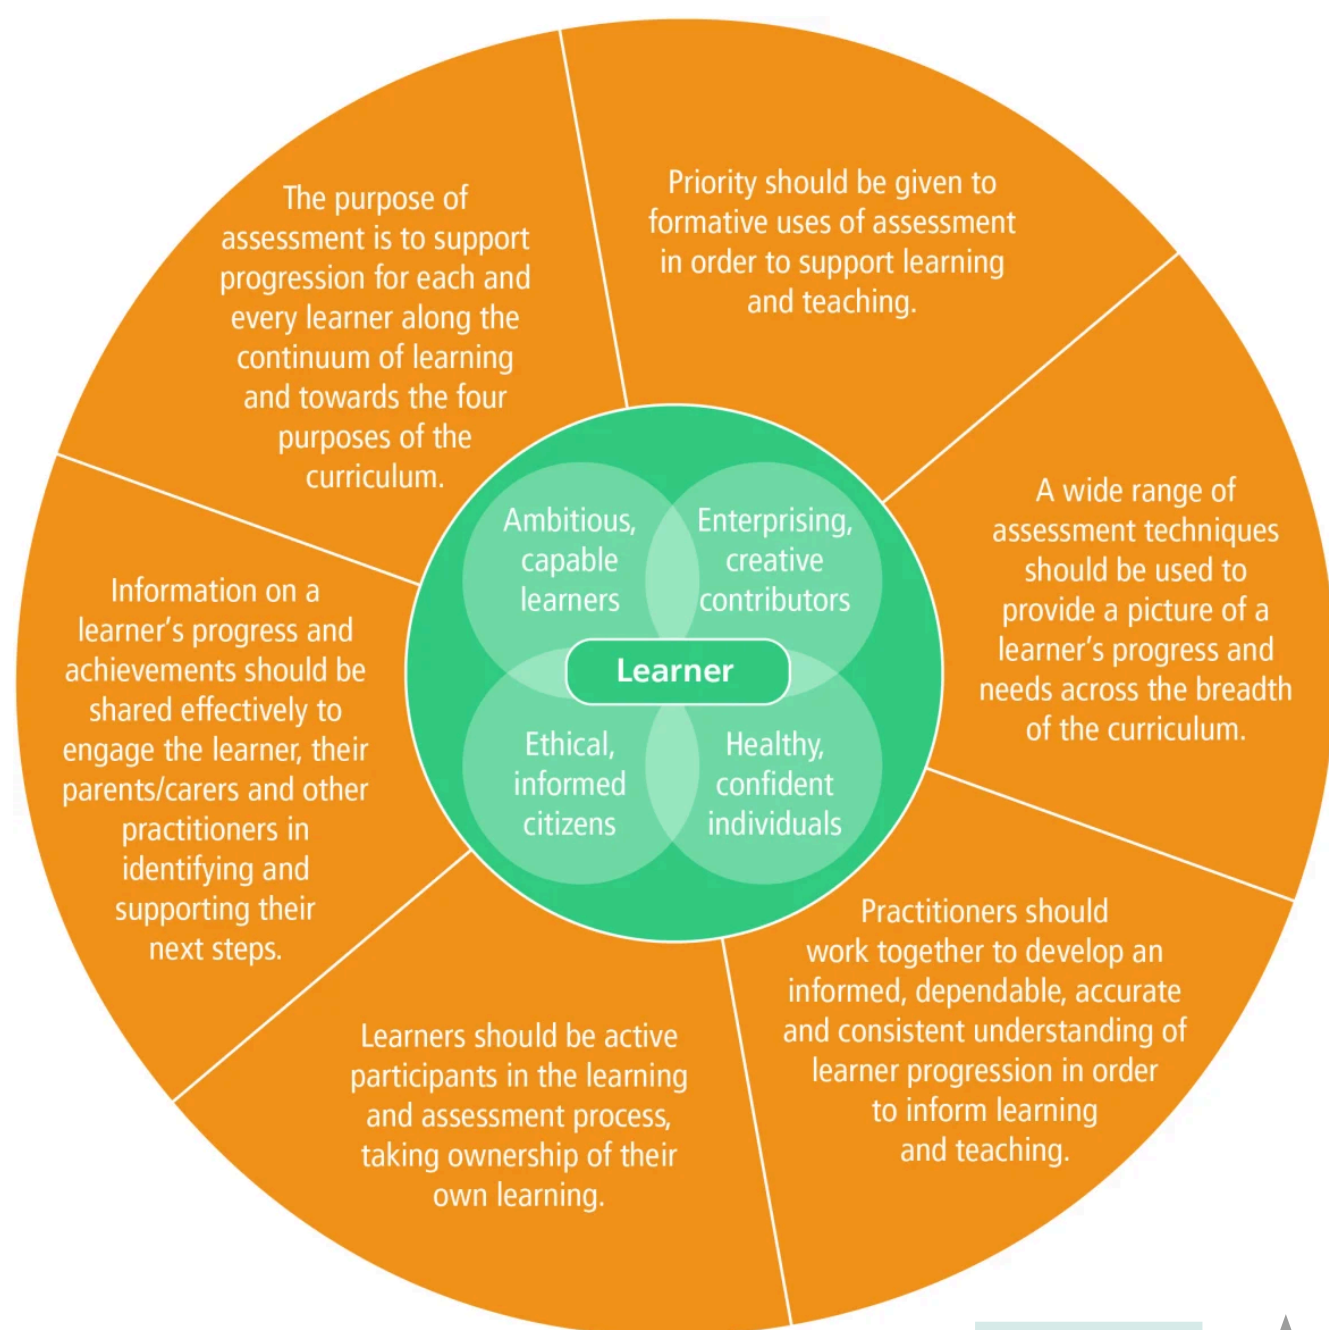 The purpose of
assessment is to support
progression for each and
every learner along the
continuum of learning
and towards the four
purposes of the
curriculum.
Priority should be given to
formative uses of assessment
in order to support learning
and teaching.
A wide range of
assessment techniques
should be used to
provide a picture of a
learner’s progress and
needs across the breadth
of the curriculum.
Practitioners should
work together to develop an
informed, dependable, accurate
and consistent understanding of
learner progression in order
to inform learning
and teaching.
Learners should be active
participants in the learning
and assessment process,
taking ownership of their
own learning.
Information on a
learner’s progress and
achievements should be
shared effectively to
engage the learner, their
parents/carers and other
practitioners in
identifying and
supporting their
next steps.
Ambitious,
capable
learners
Enterprising,
creative
contributors
Learner
Ethical,
informed
citizens
Healthy,
confident
individuals